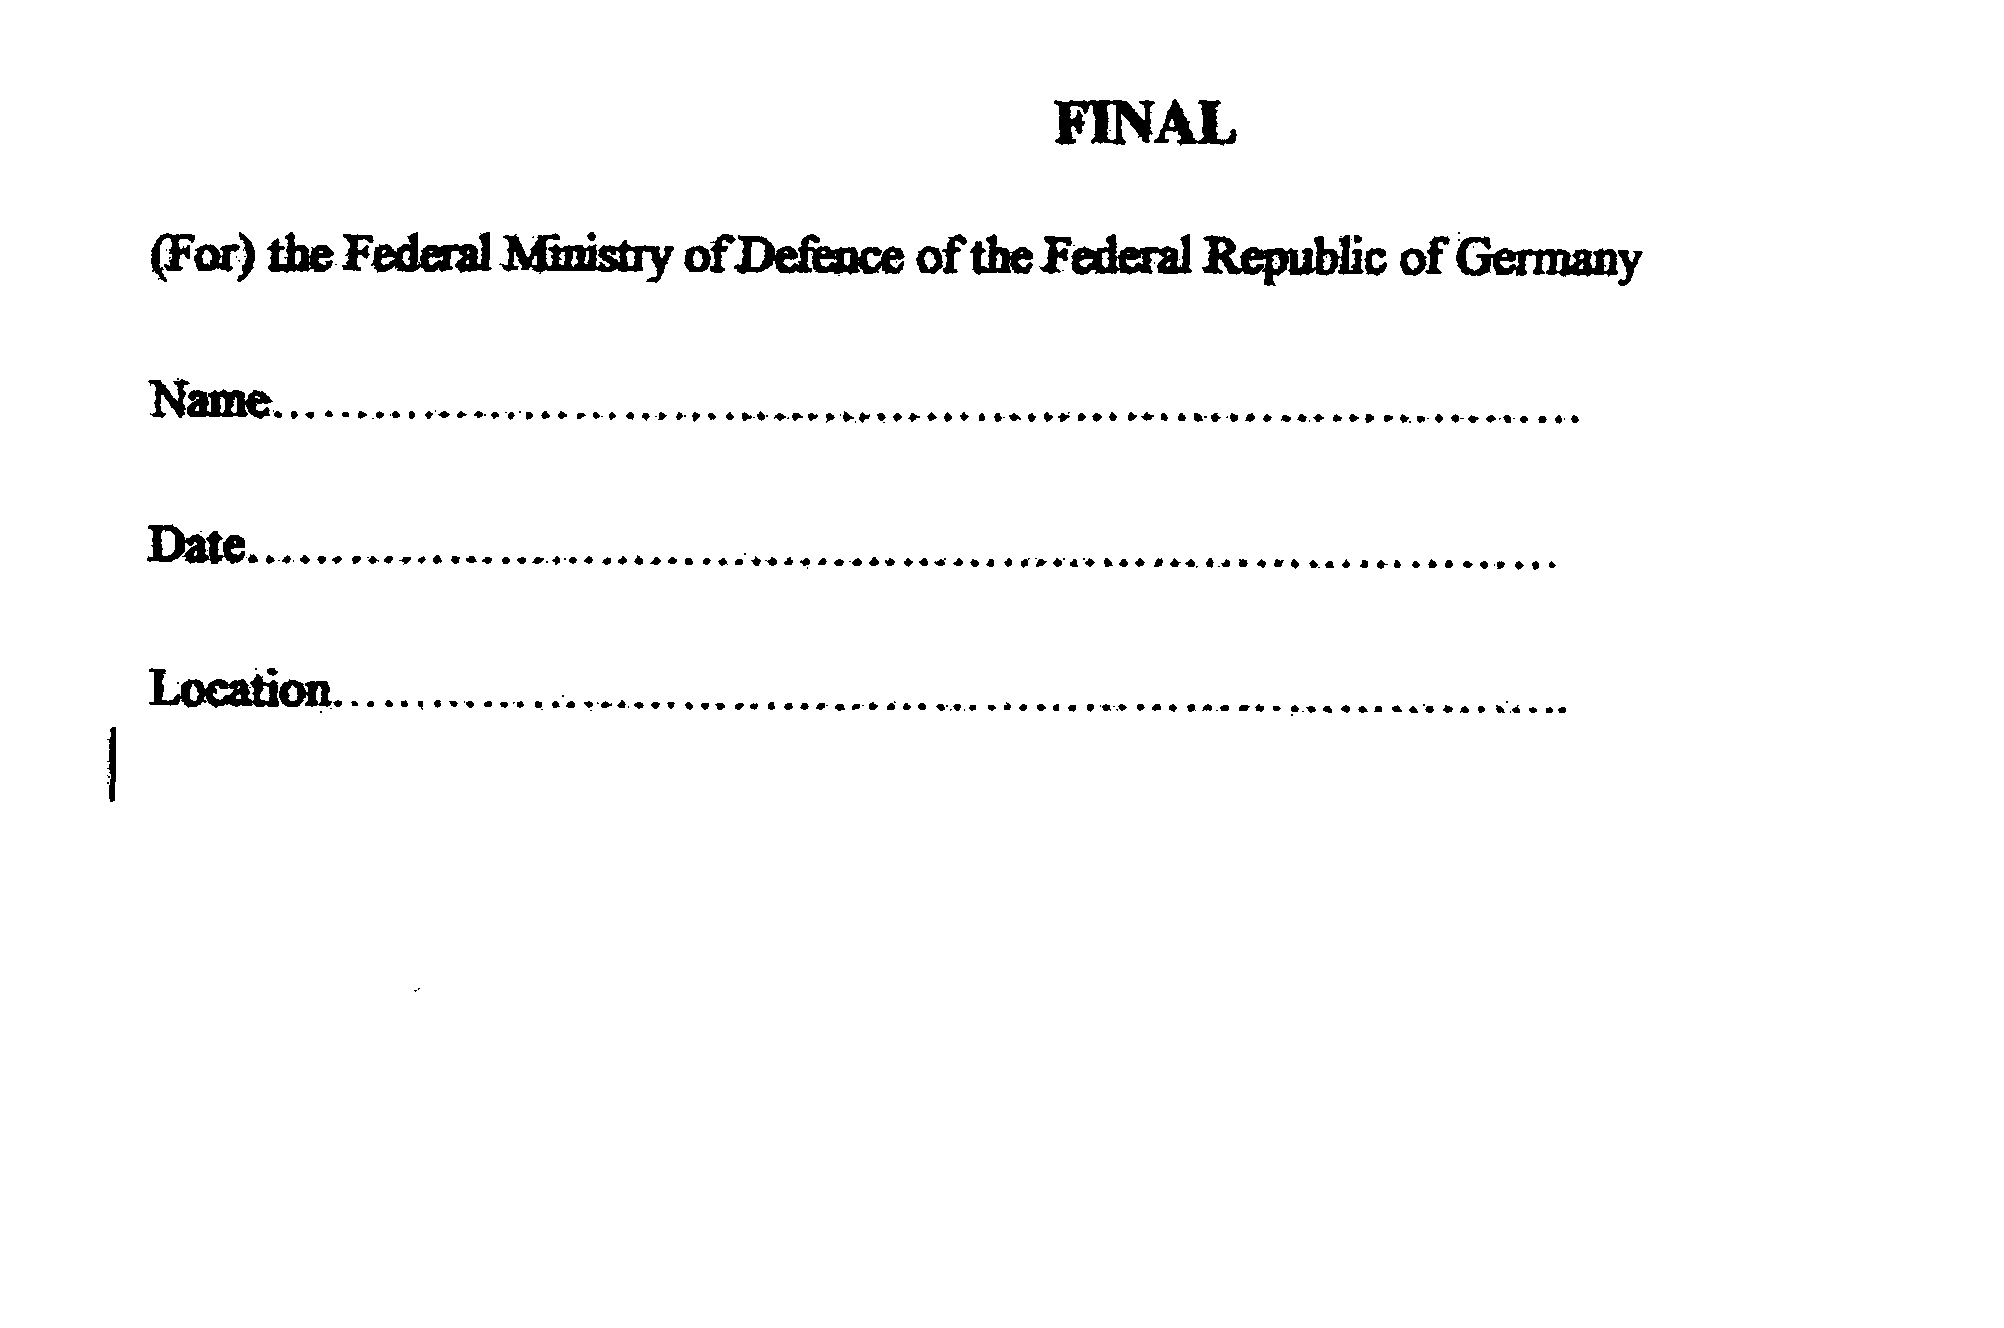 FINAL
(For) the Federal Ministry of Defence of the Federal Republic of Germany
Name....................................................................................
Date....................................................................................
Location................................................................................